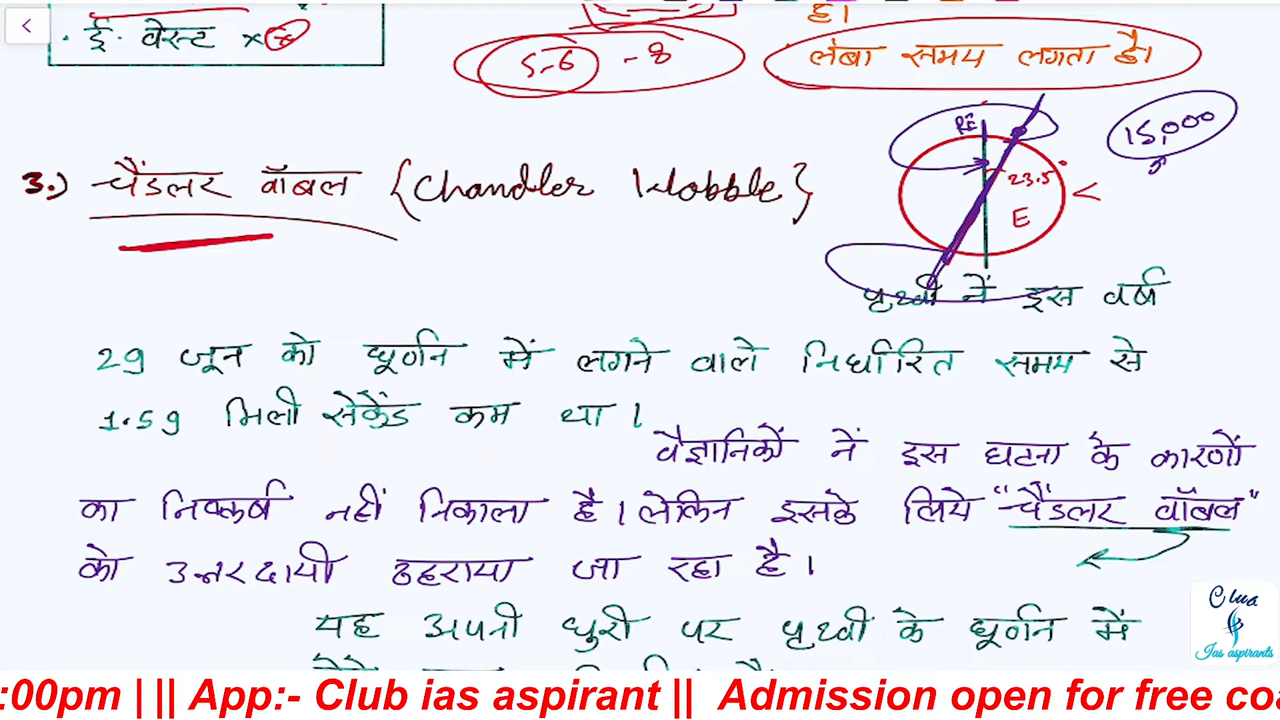 · ई· वेस्ट ×
है।
5-6 - 8
लंबा समय लगता है।
15,000
RE
23.5°
E
3.) चैंडलर वॉबल {Chandler Wobble}
पृथ्वी नें इस वर्ष
29 जून को घूर्णन में लगने वाले निर्धारित समय से
1.59 मिली सेकैंड कम था।
वैज्ञानिकों नें इस घटना के कारणों
का निष्कर्ष नहीं निकाला है। लेकिन इसके लिये "चैंडलर वॉबल"
को उत्तरदायी ठहराया जा रहा है।
यह अपनी धुरी पर पृथ्वी के घूर्णन में
Club
Ias aspirants
:00pm | || App:- Club ias aspirant || Admission open for free cos